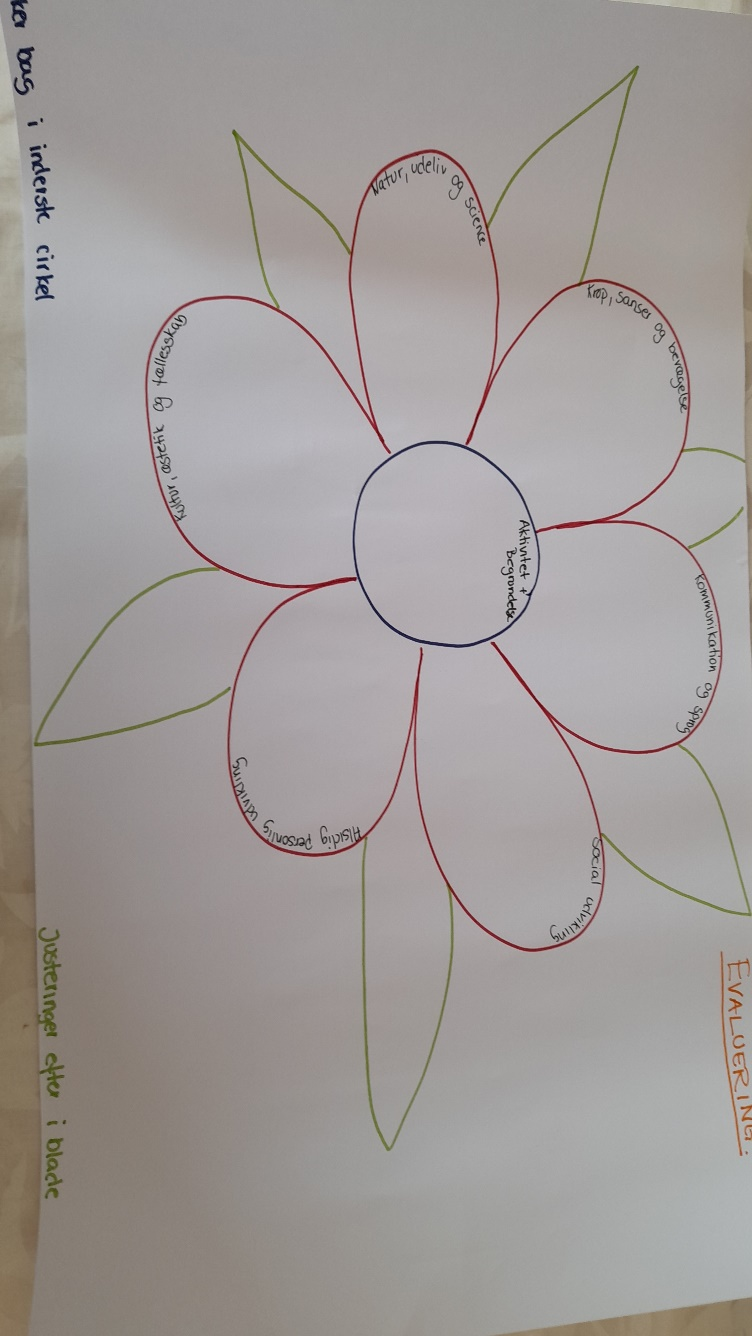 EVALUERING:
Krop, sanser og bevægelse
Kommunikation og sprog
Social udvikling
Alsidig personlig udvikling
Kultur, æstetik og fællesskab
Natur, udeliv og science
Aktivitet +
Begrundelse
bag i inderste cirkel
Justeringer efter i blade